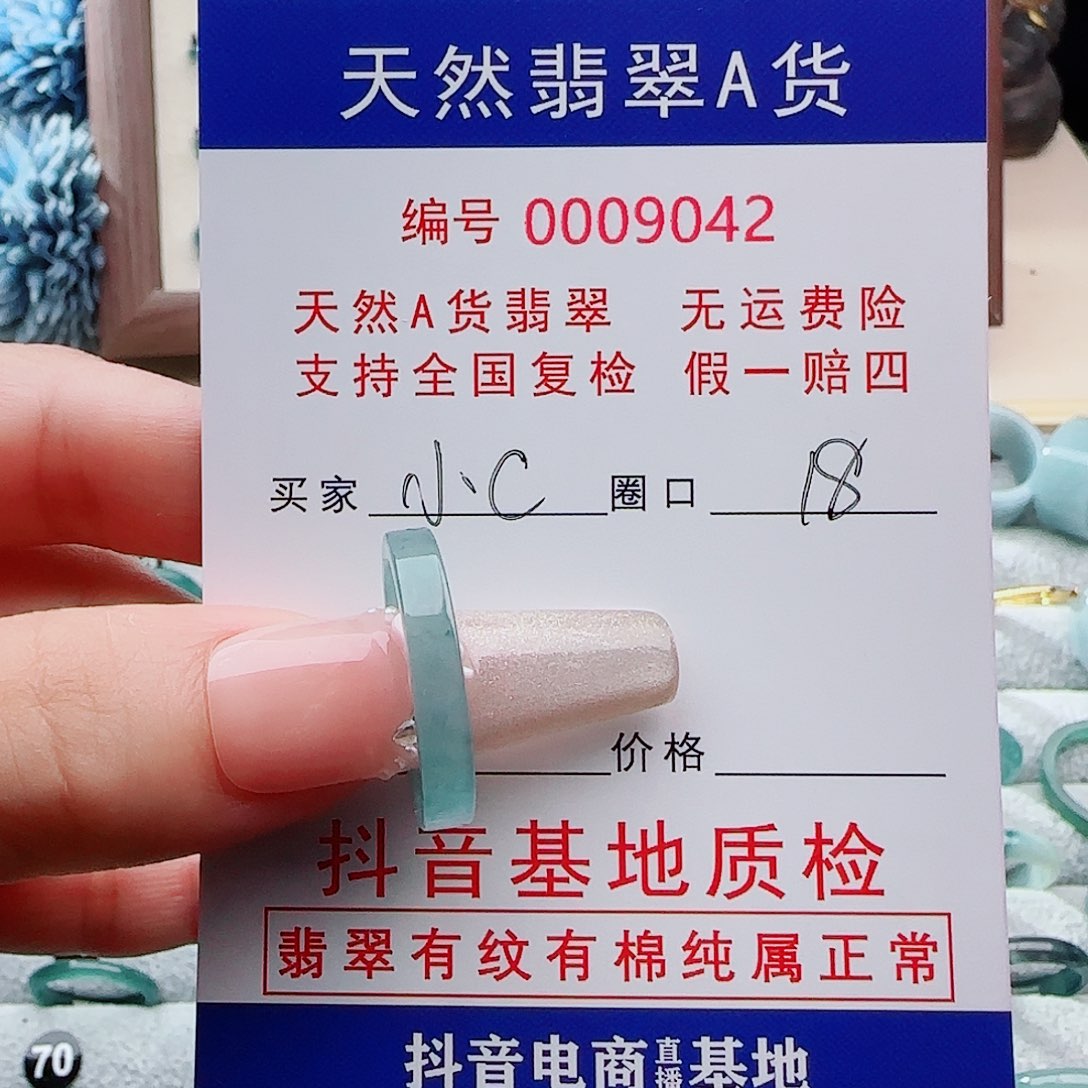 天然翡翠A货
编号 0009042
天然A货翡翠 无运费险
支持全国复检 假一赔四
买家 小·C 圈口 18
价格
抖音基地质检
翡翠有纹有棉纯属正常
抖音电商直播基地
70